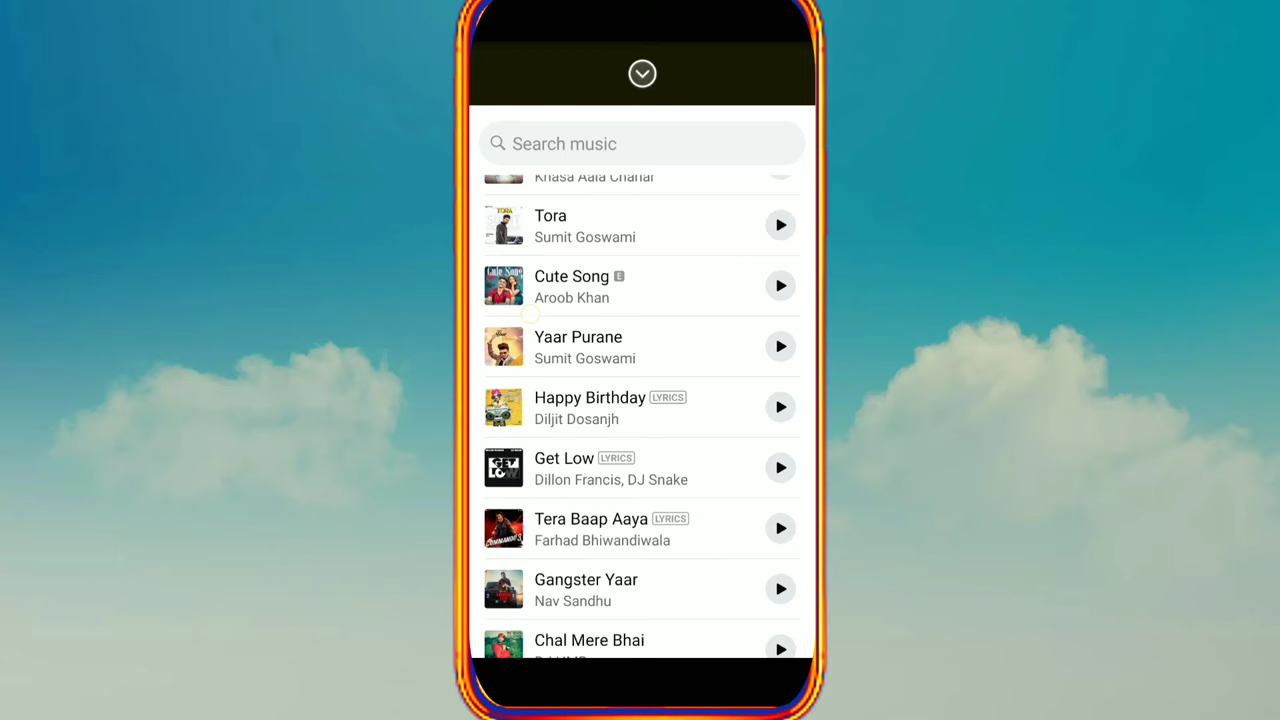 Search music
Khasa Aala Chahar
Tora
Sumit Goswami
Cute Song E
Aroob Khan
Yaar Purane
Sumit Goswami
Happy Birthday LYRICS
Diljit Dosanjh
Get Low LYRICS
Dillon Francis, DJ Snake
Tera Baap Aaya LYRICS
Farhad Bhiwandiwala
Gangster Yaar
Nav Sandhu
Chal Mere Bhai